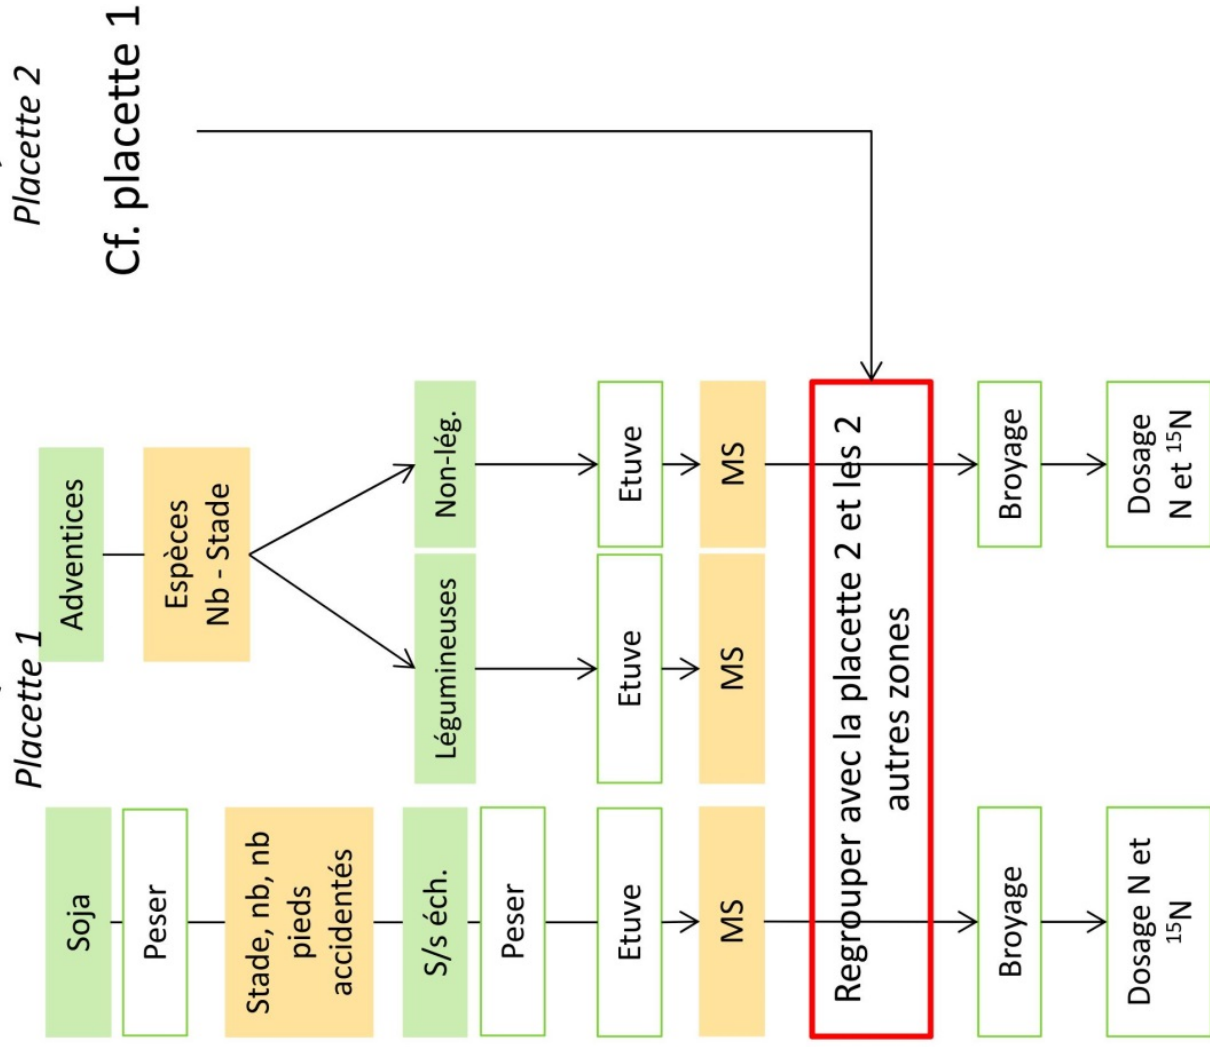 Placette 1
Placette 2
Soja
Peser
Stade, nb, nb
pieds
accidentés
S/s éch.
Peser
Etuve
MS
Adventices
Espèces
Nb - Stade
Légumineuses
Etuve
MS
Non-lég.
Etuve
MS
Cf. placette 1
Regrouper avec la placette 2 et les 2
autres zones
Broyage
Dosage N et
¹⁵N
Broyage
Dosage
N et ¹⁵N